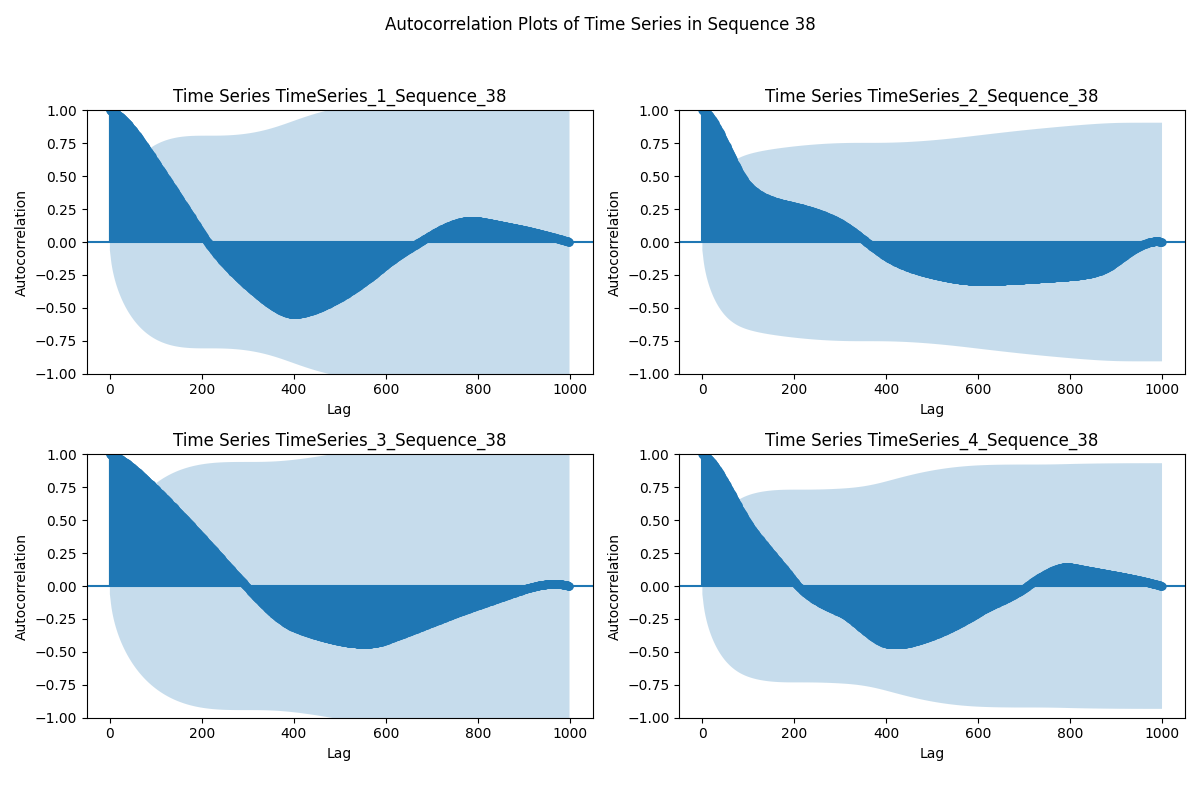 Autocorrelation Plots of Time Series in Sequence 38
Time Series TimeSeries_1_Sequence_38
1.00
0.75
0.50
0.25
0.00
−0.25
−0.50
−0.75
−1.00
Autocorrelation
0 200 400 600 800 1000
Lag
Time Series TimeSeries_2_Sequence_38
1.00
0.75
0.50
0.25
0.00
−0.25
−0.50
−0.75
−1.00
Autocorrelation
0 200 400 600 800 1000
Lag
Time Series TimeSeries_3_Sequence_38
1.00
0.75
0.50
0.25
0.00
−0.25
−0.50
−0.75
−1.00
Autocorrelation
0 200 400 600 800 1000
Lag
Time Series TimeSeries_4_Sequence_38
1.00
0.75
0.50
0.25
0.00
−0.25
−0.50
−0.75
−1.00
Autocorrelation
0 200 400 600 800 1000
Lag